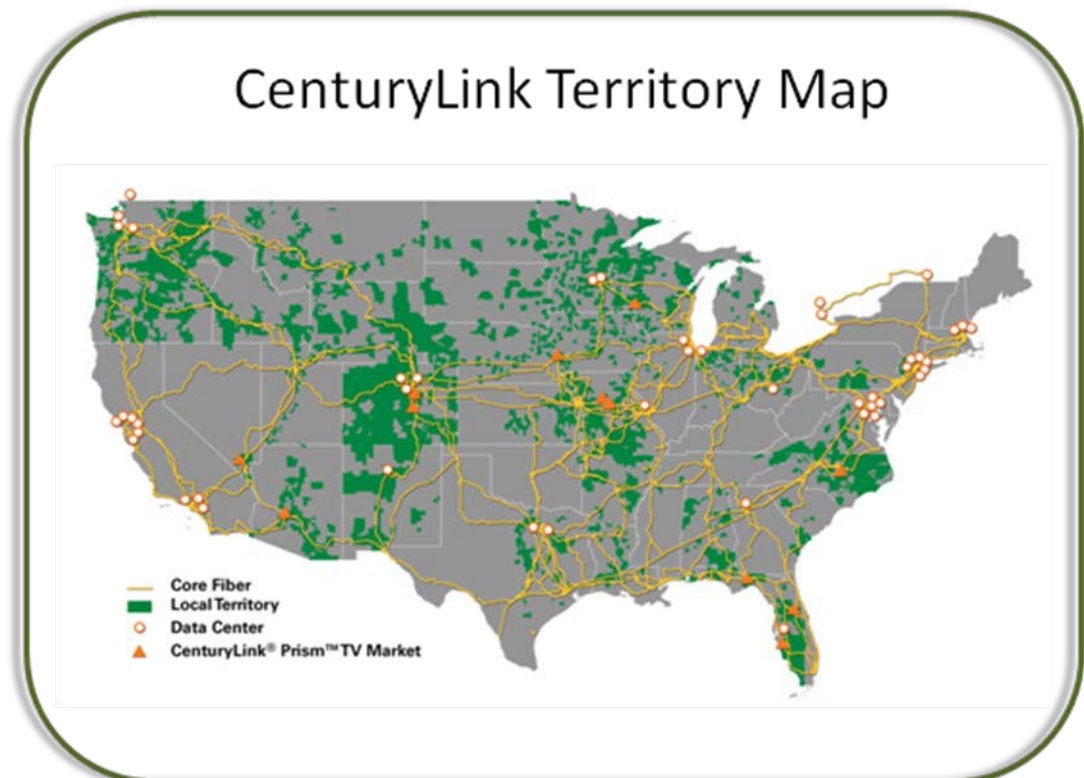 CenturyLink Territory Map
Core Fiber
Local Territory
Data Center
CenturyLink® Prism™ TV Market